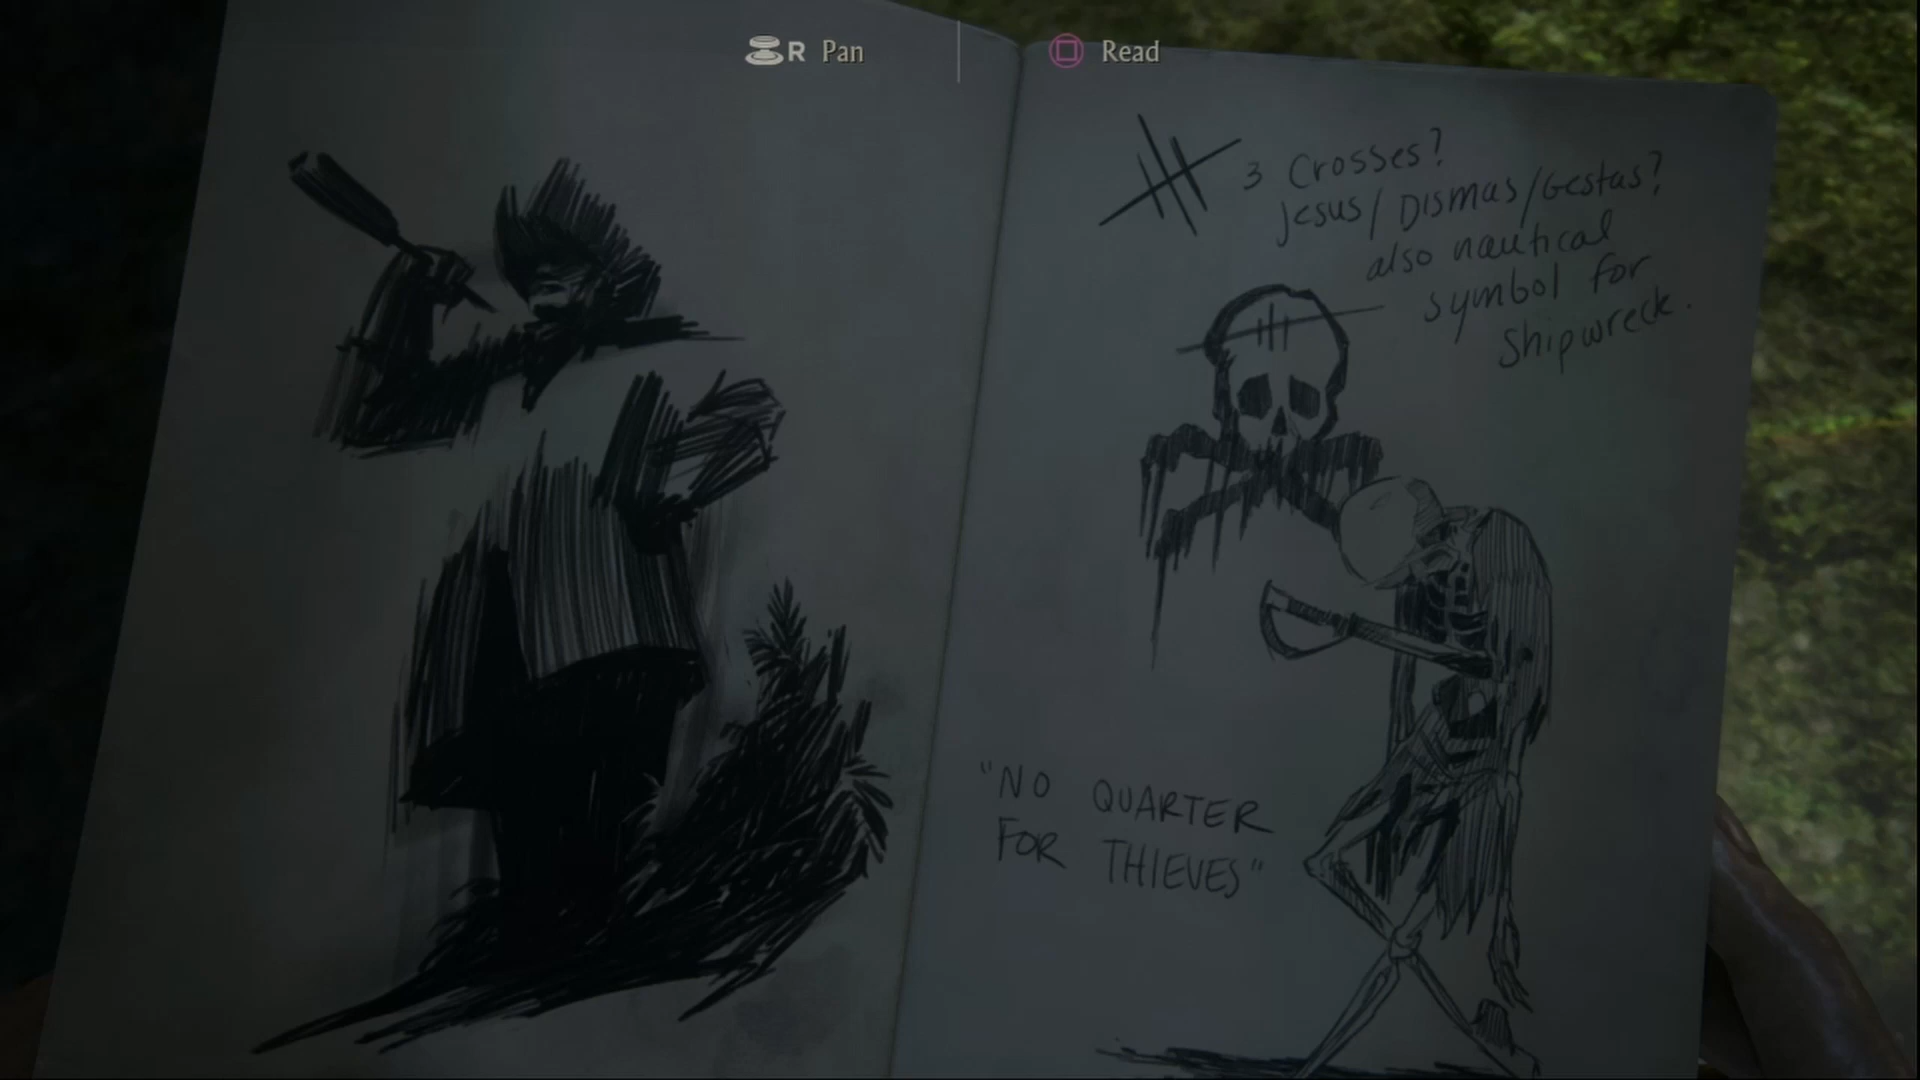 R Pan
Read
3 Crosses?
Jesus/Dismas/Gestas?
also nautical
symbol for
Shipwreck.
"NO QUARTER
FOR THIEVES"